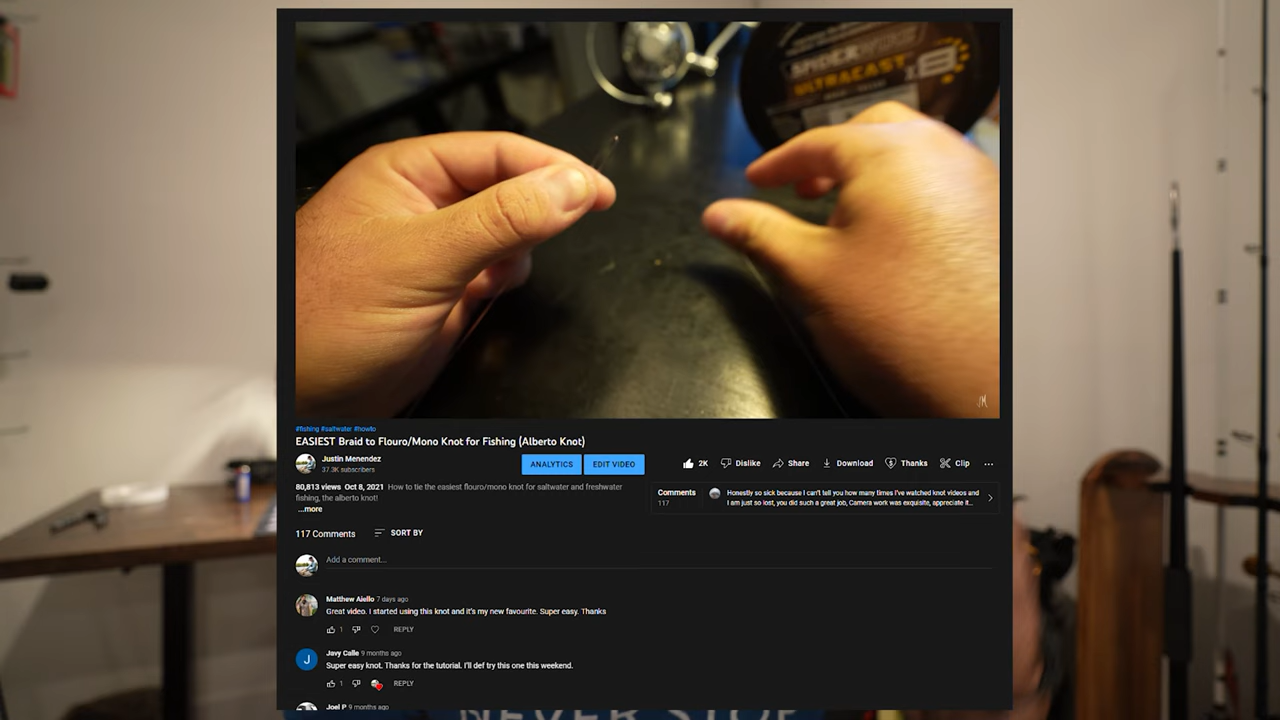 SPIDERWIRE
ULTRACAST x8
JM
#fishing #saltwater #howto
EASIEST Braid to Flouro/Mono Knot for Fishing (Alberto Knot)
Justin Menendez
37.3K subscribers
ANALYTICS
EDIT VIDEO
2K
Dislike
Share
Download
Thanks
Clip
80,813 views Oct 8, 2021 How to tie the easiest flouro/mono knot for saltwater and freshwater
fishing, the alberto knot!
...more
Comments
117
Honestly so sick because I can't tell you how many times I've watched knot videos and
I am just so lost, you did such a great job, Camera work was exquisite, appreciate it...
117 Comments
SORT BY
Add a comment...
Matthew Aiello 7 days ago
Great video. I started using this knot and it's my new favourite. Super easy. Thanks
1
REPLY
J
Javy Calle 9 months ago
Super easy knot. Thanks for the tutorial. I'll def try this one this weekend.
1
REPLY
Joel P 9 months ago
NEVER STOP